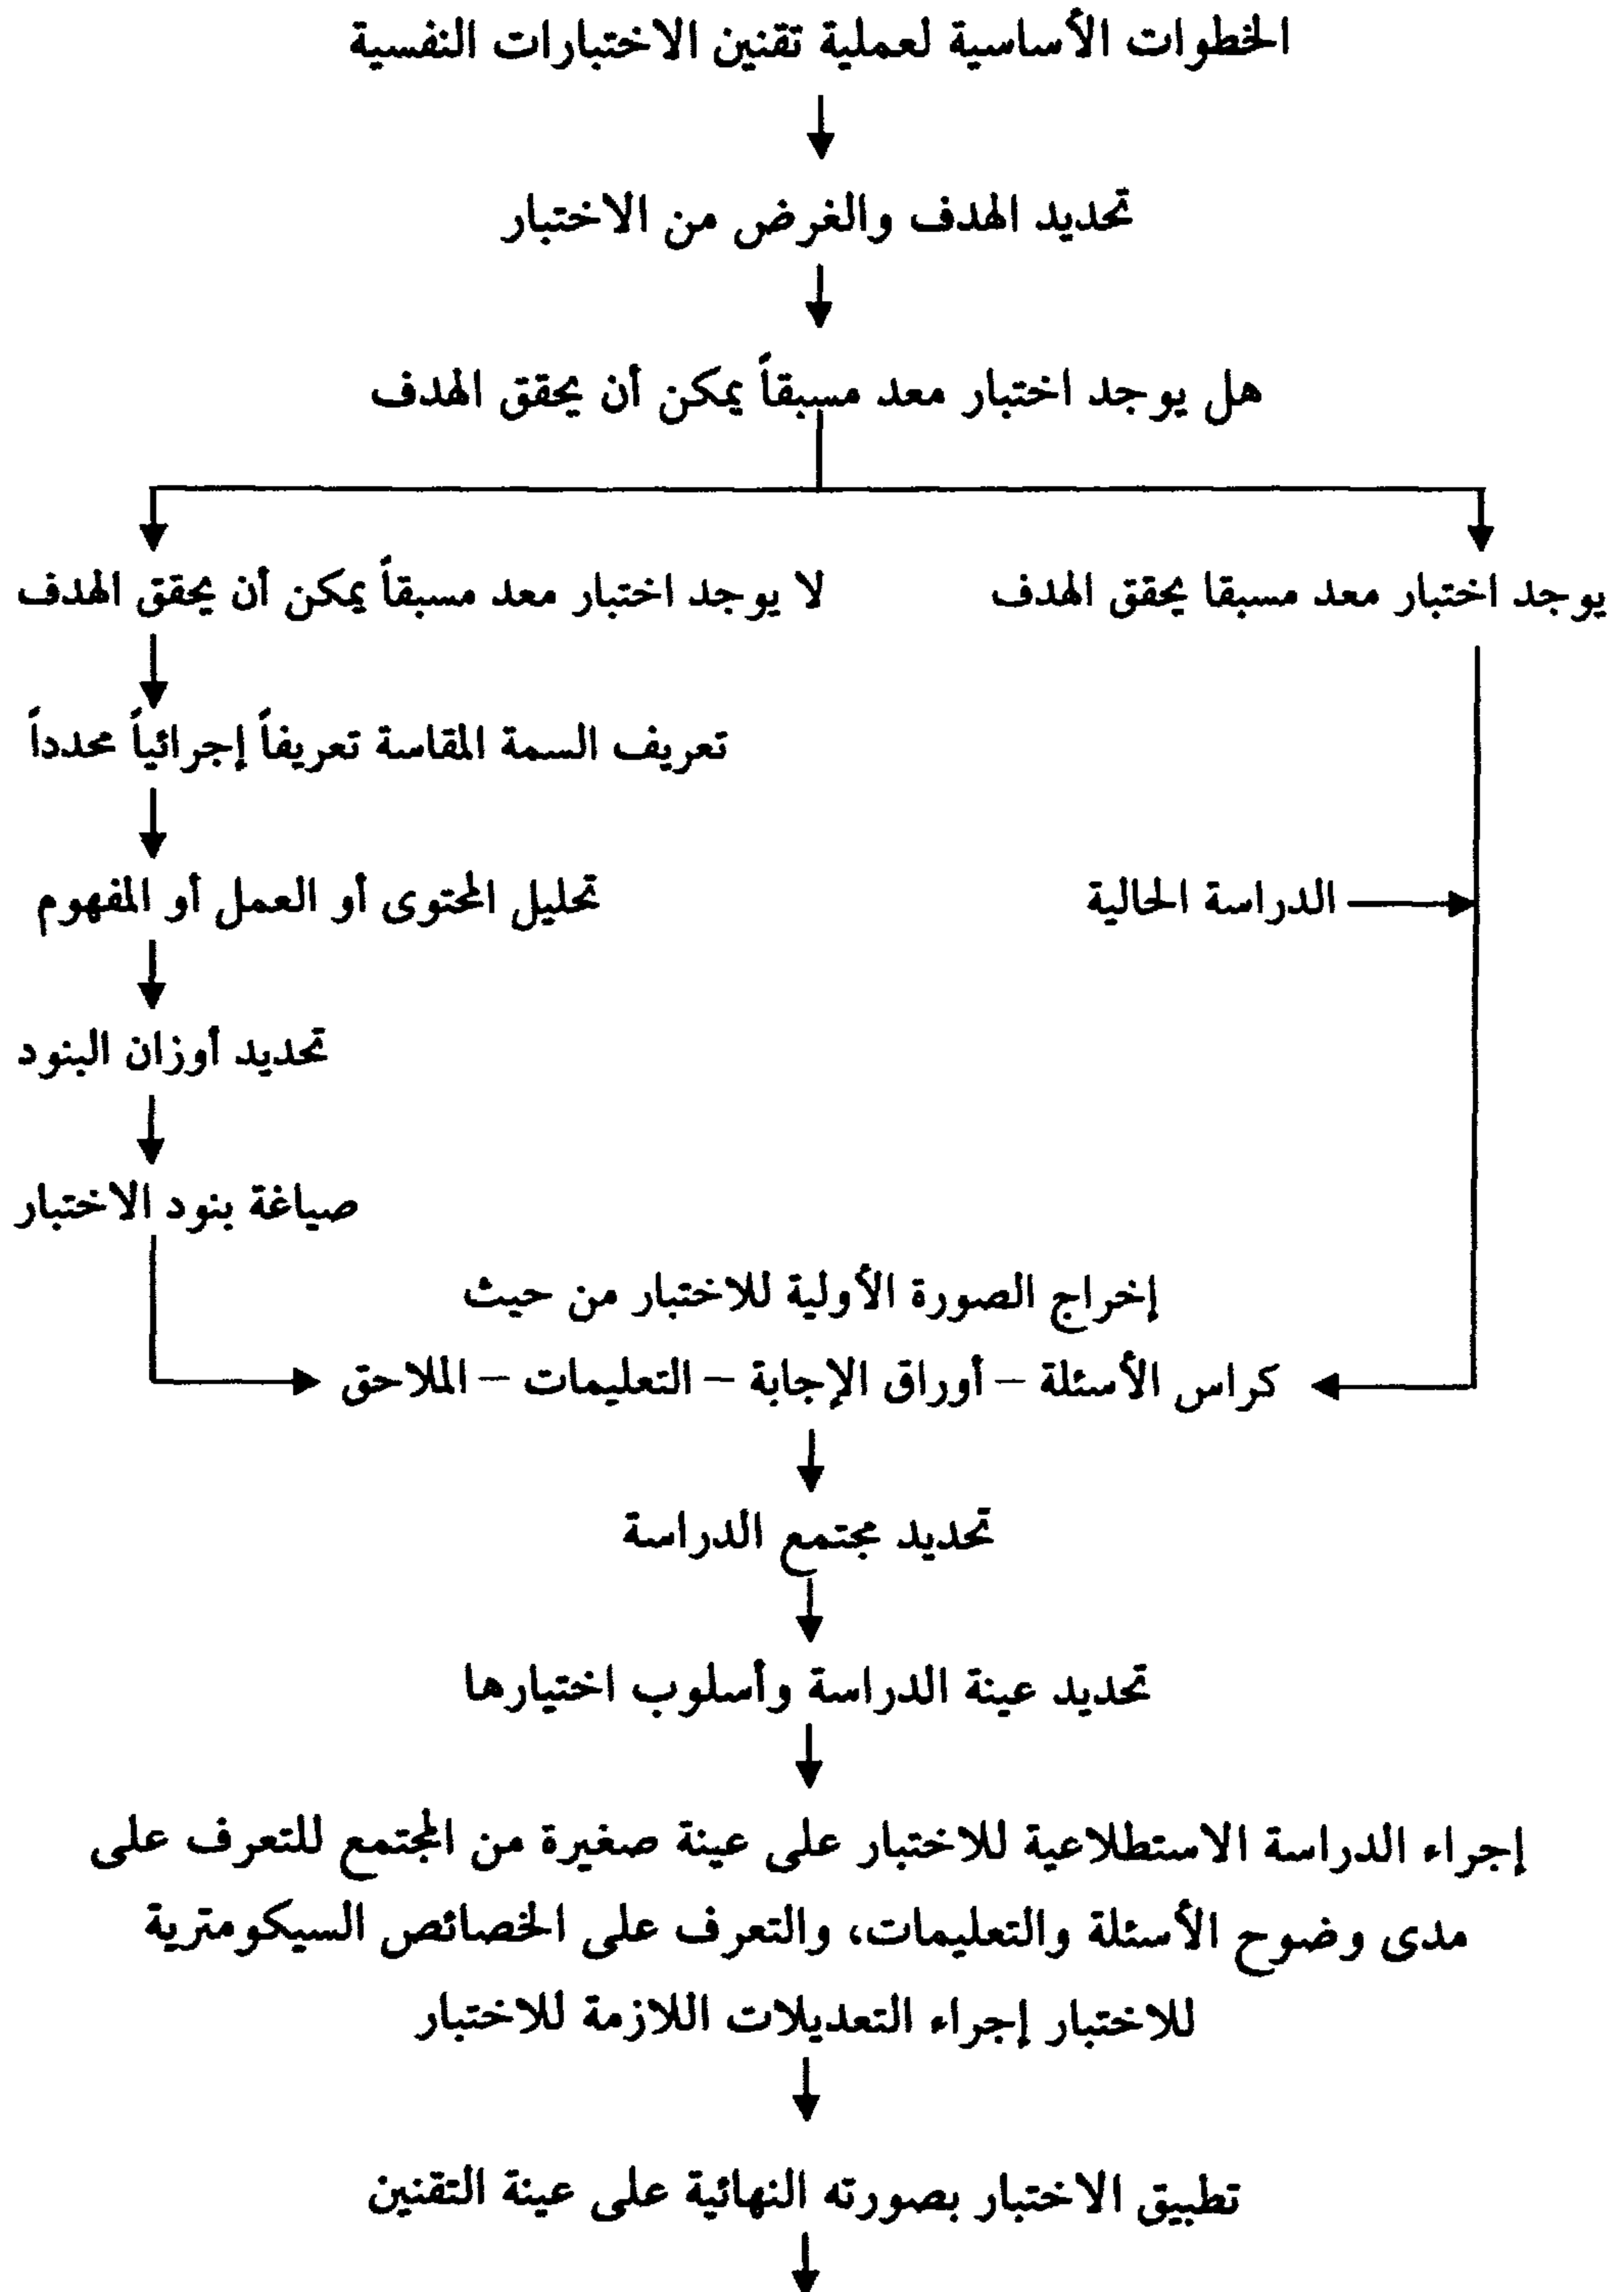 الخطوات الأساسية لعملية تقنين الاختبارات النفسية
تحديد الهدف والغرض من الاختبار
هل يوجد اختبار معد مسبقاً يمكن أن يحقق الهدف
يوجد اختبار معد مسبقا يحقق الهدف
لا يوجد اختبار معد مسبقاً يمكن أن يحقق الهدف
تعريف السمة المقاسة تعريفاً إجرائياً محدداً
الدراسة الحالية
تحليل المحتوى أو العمل أو المفهوم
تحديد أوزان البنود
صياغة بنود الاختبار
إخراج الصورة الأولية للاختبار من حيث
كراس الأسئلة – أوراق الإجابة – التعليمات – الملاحق
تحديد مجتمع الدراسة
تحديد عينة الدراسة وأسلوب اختيارها
إجراء الدراسة الاستطلاعية للاختبار على عينة صغيرة من المجتمع للتعرف على
مدى وضوح الأسئلة والتعليمات، والتعرف على الخصائص السيكومترية
للاختبار إجراء التعديلات اللازمة للاختبار
تطبيق الاختبار بصورته النهائية على عينة التقنين